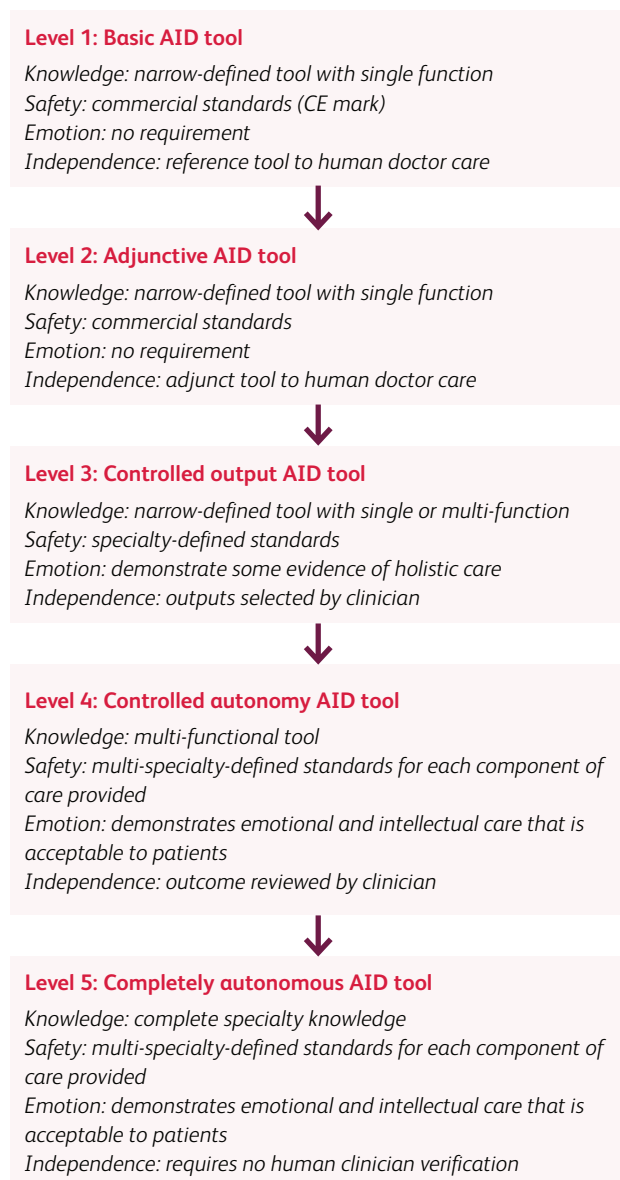 Level 1: Basic AID tool
Knowledge: narrow-defined tool with single function
Safety: commercial standards (CE mark)
Emotion: no requirement
Independence: reference tool to human doctor care
Level 2: Adjunctive AID tool
Knowledge: narrow-defined tool with single function
Safety: commercial standards
Emotion: no requirement
Independence: adjunct tool to human doctor care
Level 3: Controlled output AID tool
Knowledge: narrow-defined tool with single or multi-function
Safety: specialty-defined standards
Emotion: demonstrate some evidence of holistic care
Independence: outputs selected by clinician
Level 4: Controlled autonomy AID tool
Knowledge: multi-functional tool
Safety: multi-specialty-defined standards for each component of
care provided
Emotion: demonstrates emotional and intellectual care that is
acceptable to patients
Independence: outcome reviewed by clinician
Level 5: Completely autonomous AID tool
Knowledge: complete specialty knowledge
Safety: multi-specialty-defined standards for each component of
care provided
Emotion: demonstrates emotional and intellectual care that is
acceptable to patients
Independence: requires no human clinician verification